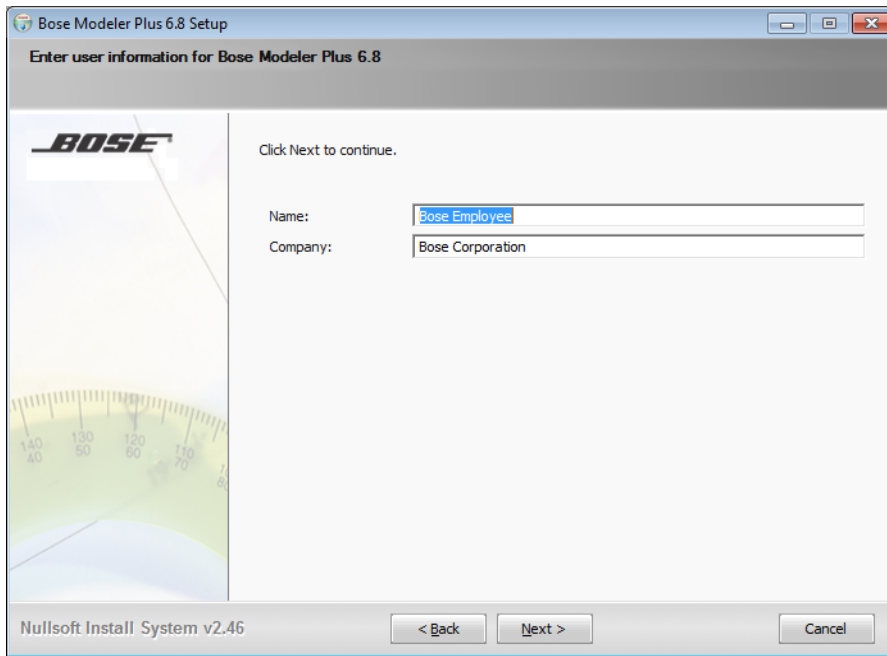 Bose Modeler Plus 6.8 Setup
Enter user information for Bose Modeler Plus 6.8
BOSE®
Click Next to continue.
Name: Bose Employee
Company: Bose Corporation
140 130 120 110
40 50 60 70 80
Nullsoft Install System v2.46
< Back Next > Cancel